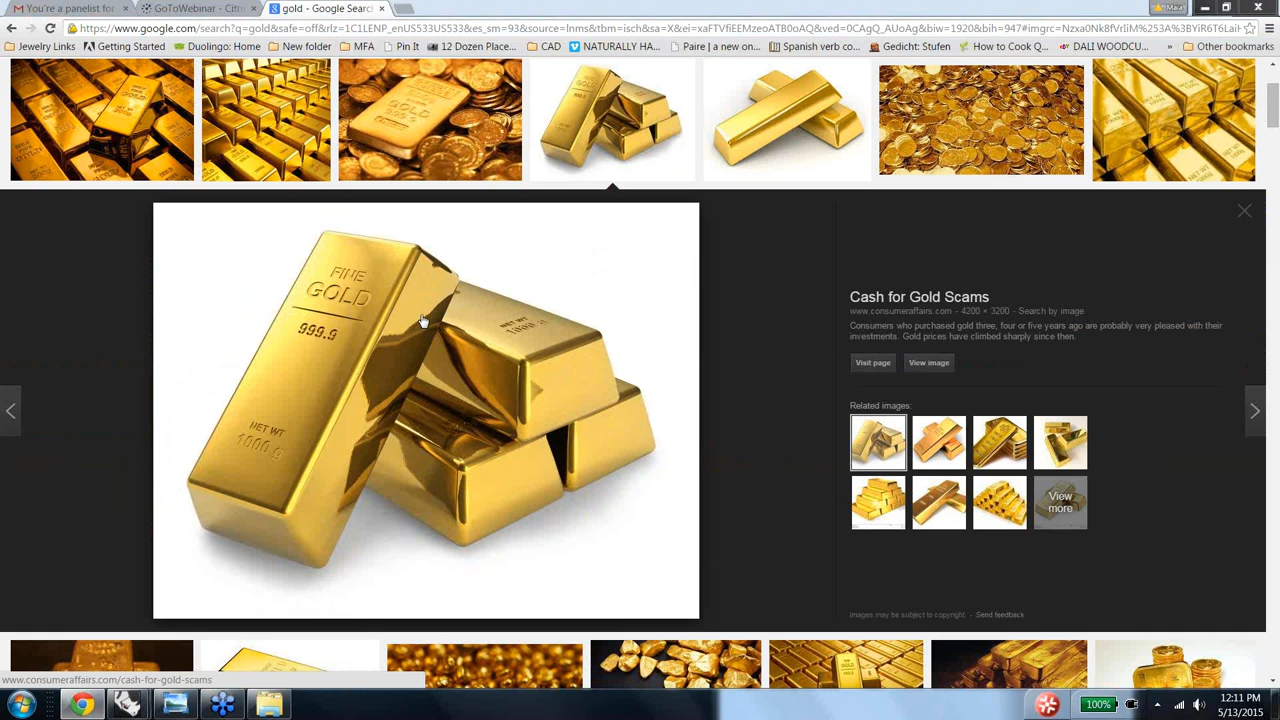 You're a panelist for
GoToWebinar - Citri
gold - Google Searc
Maia
https://www.google.com/search?q=gold&safe=off&rlz=1C1LENP_enUS533US533&es_sm=93&source=lnms&tbm=isch&sa=X&ei=xaFTVfiEEMzeoATB0oAQ&ved=0CAgQ_AUoAg&biw=1920&bih=947#imgrc=Nzxa0Nk8fVrIiM%253A%3BYiR6T6LaiH
Jewelry Links
Getting Started
Duolingo: Home
New folder
MFA
Pin It
12 Dozen Place...
CAD
NATURALLY HA...
Paire | a new on...
Spanish verb co...
Gedicht: Stufen
How to Cook Q...
DALI WOODCU...
» Other bookmarks
FINE
GOLD
999.9
NET WT
1000 g
NET WT
1000 g
Cash for Gold Scams
www.consumeraffairs.com - 4200 × 3200 - Search by image
Consumers who purchased gold three, four or five years ago are probably very pleased with their
investments. Gold prices have climbed sharply since then.
Visit page
View image
Related images:
View
more
Images may be subject to copyright. - Send feedback
www.consumeraffairs.com/cash-for-gold-scams
100%
12:11 PM
5/13/2015